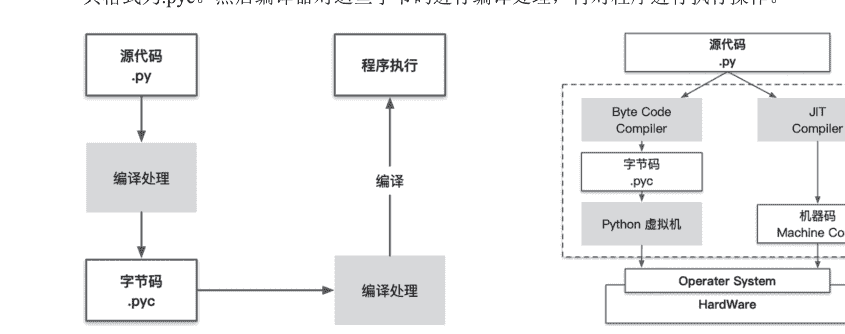 其格式为.pyc。然后编译器对这些字节码进行编译处理，再对程序进行执行操作。
源代码
.py
编译处理
字节码
.pyc
程序执行
编译
编译处理
源代码
.py
Byte Code
Compiler
JIT
Compiler
字节码
.pyc
Python 虚拟机
机器码
Machine Co
Operater System
HardWare